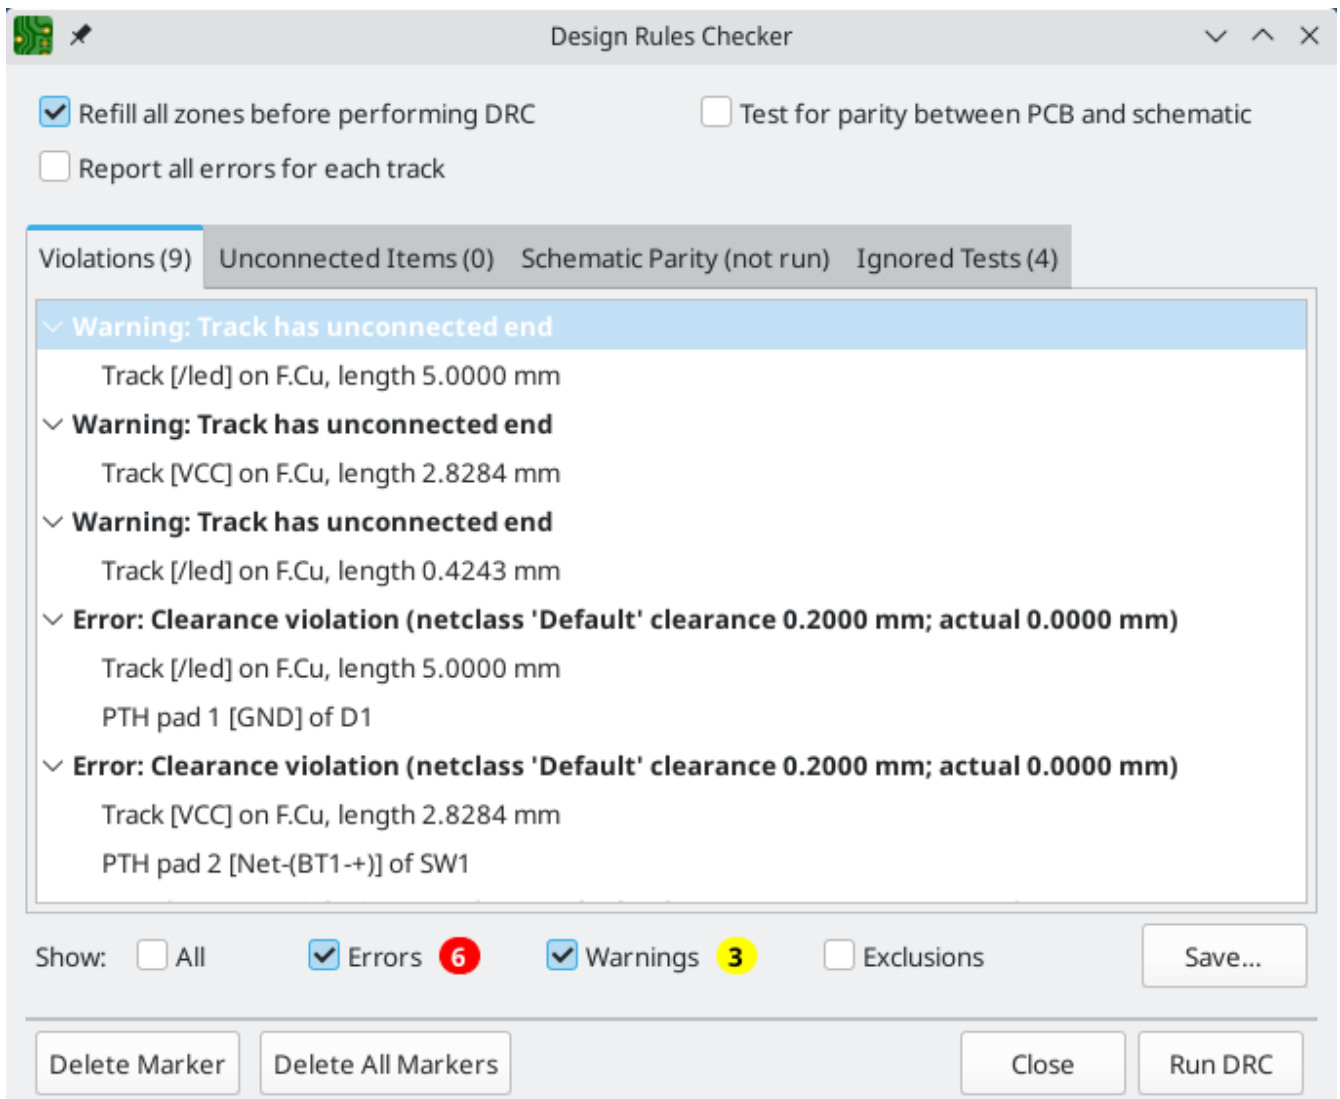 Design Rules Checker
Refill all zones before performing DRC
Test for parity between PCB and schematic
Report all errors for each track
Violations (9) Unconnected Items (0) Schematic Parity (not run) Ignored Tests (4)
Warning: Track has unconnected end
Track [/led] on F.Cu, length 5.0000 mm
Warning: Track has unconnected end
Track [VCC] on F.Cu, length 2.8284 mm
Warning: Track has unconnected end
Track [/led] on F.Cu, length 0.4243 mm
Error: Clearance violation (netclass 'Default' clearance 0.2000 mm; actual 0.0000 mm)
Track [/led] on F.Cu, length 5.0000 mm
PTH pad 1 [GND] of D1
Error: Clearance violation (netclass 'Default' clearance 0.2000 mm; actual 0.0000 mm)
Track [VCC] on F.Cu, length 2.8284 mm
PTH pad 2 [Net-(BT1-+)] of SW1
Show: All Errors 6 Warnings 3 Exclusions Save...
Delete Marker Delete All Markers Close Run DRC